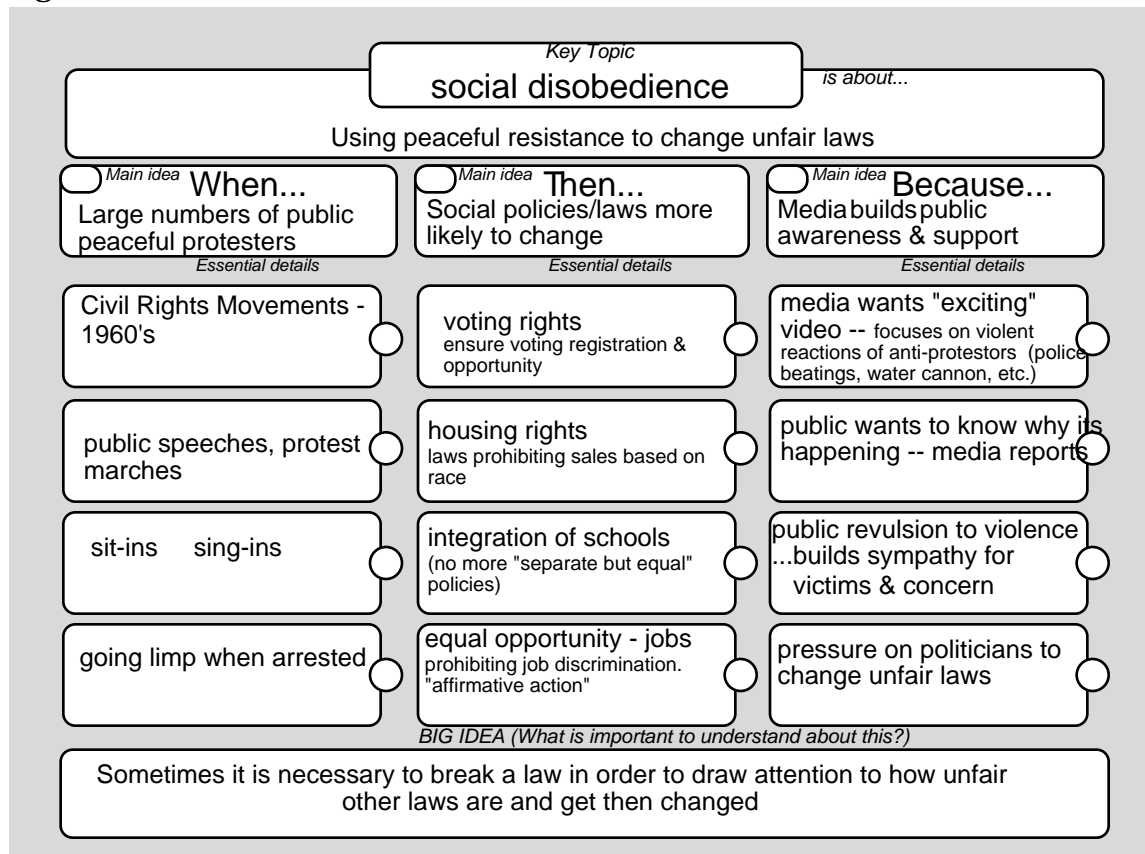 Key Topic
social disobedience
is about...
Using peaceful resistance to change unfair laws
Main idea When...
Large numbers of public
peaceful protesters
Main idea Then...
Social policies/laws more
likely to change
Main idea Because...
Media builds public
awareness & support
Essential details
Essential details
Essential details
Civil Rights Movements -
1960's
voting rights
ensure voting registration &
opportunity
media wants "exciting"
video -- focuses on violent
reactions of anti-protestors (police
beatings, water cannon, etc.)
public speeches, protest
marches
housing rights
laws prohibiting sales based on
race
public wants to know why its
happening -- media reports
sit-ins sing-ins
integration of schools
(no more "separate but equal"
policies)
public revulsion to violence
...builds sympathy for
victims & concern
going limp when arrested
equal opportunity - jobs
prohibiting job discrimination.
"affirmative action"
pressure on politicians to
change unfair laws
BIG IDEA (What is important to understand about this?)
Sometimes it is necessary to break a law in order to draw attention to how unfair
other laws are and get then changed